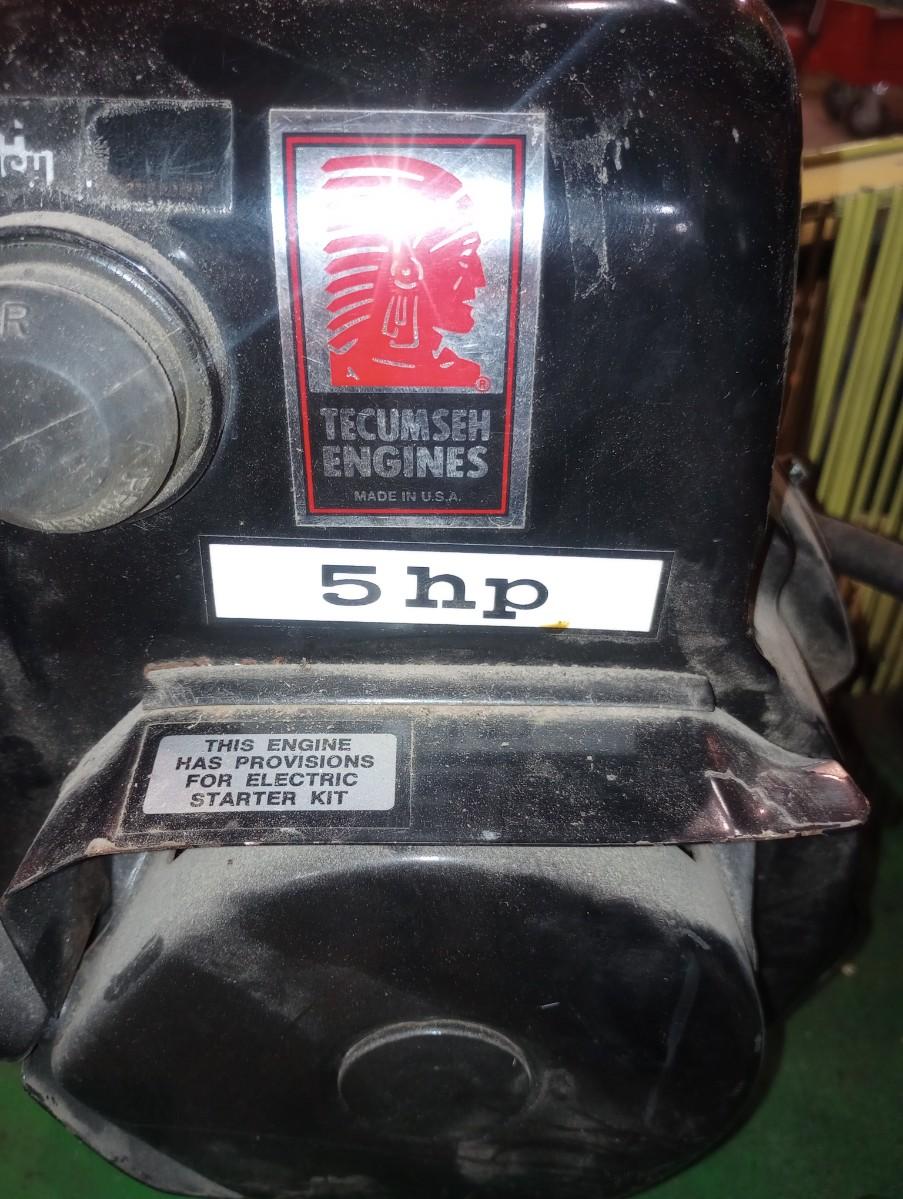 R
®
TECUMSEH
ENGINES
MADE IN U.S.A.
5 hp
THIS ENGINE
HAS PROVISIONS
FOR ELECTRIC
STARTER KIT